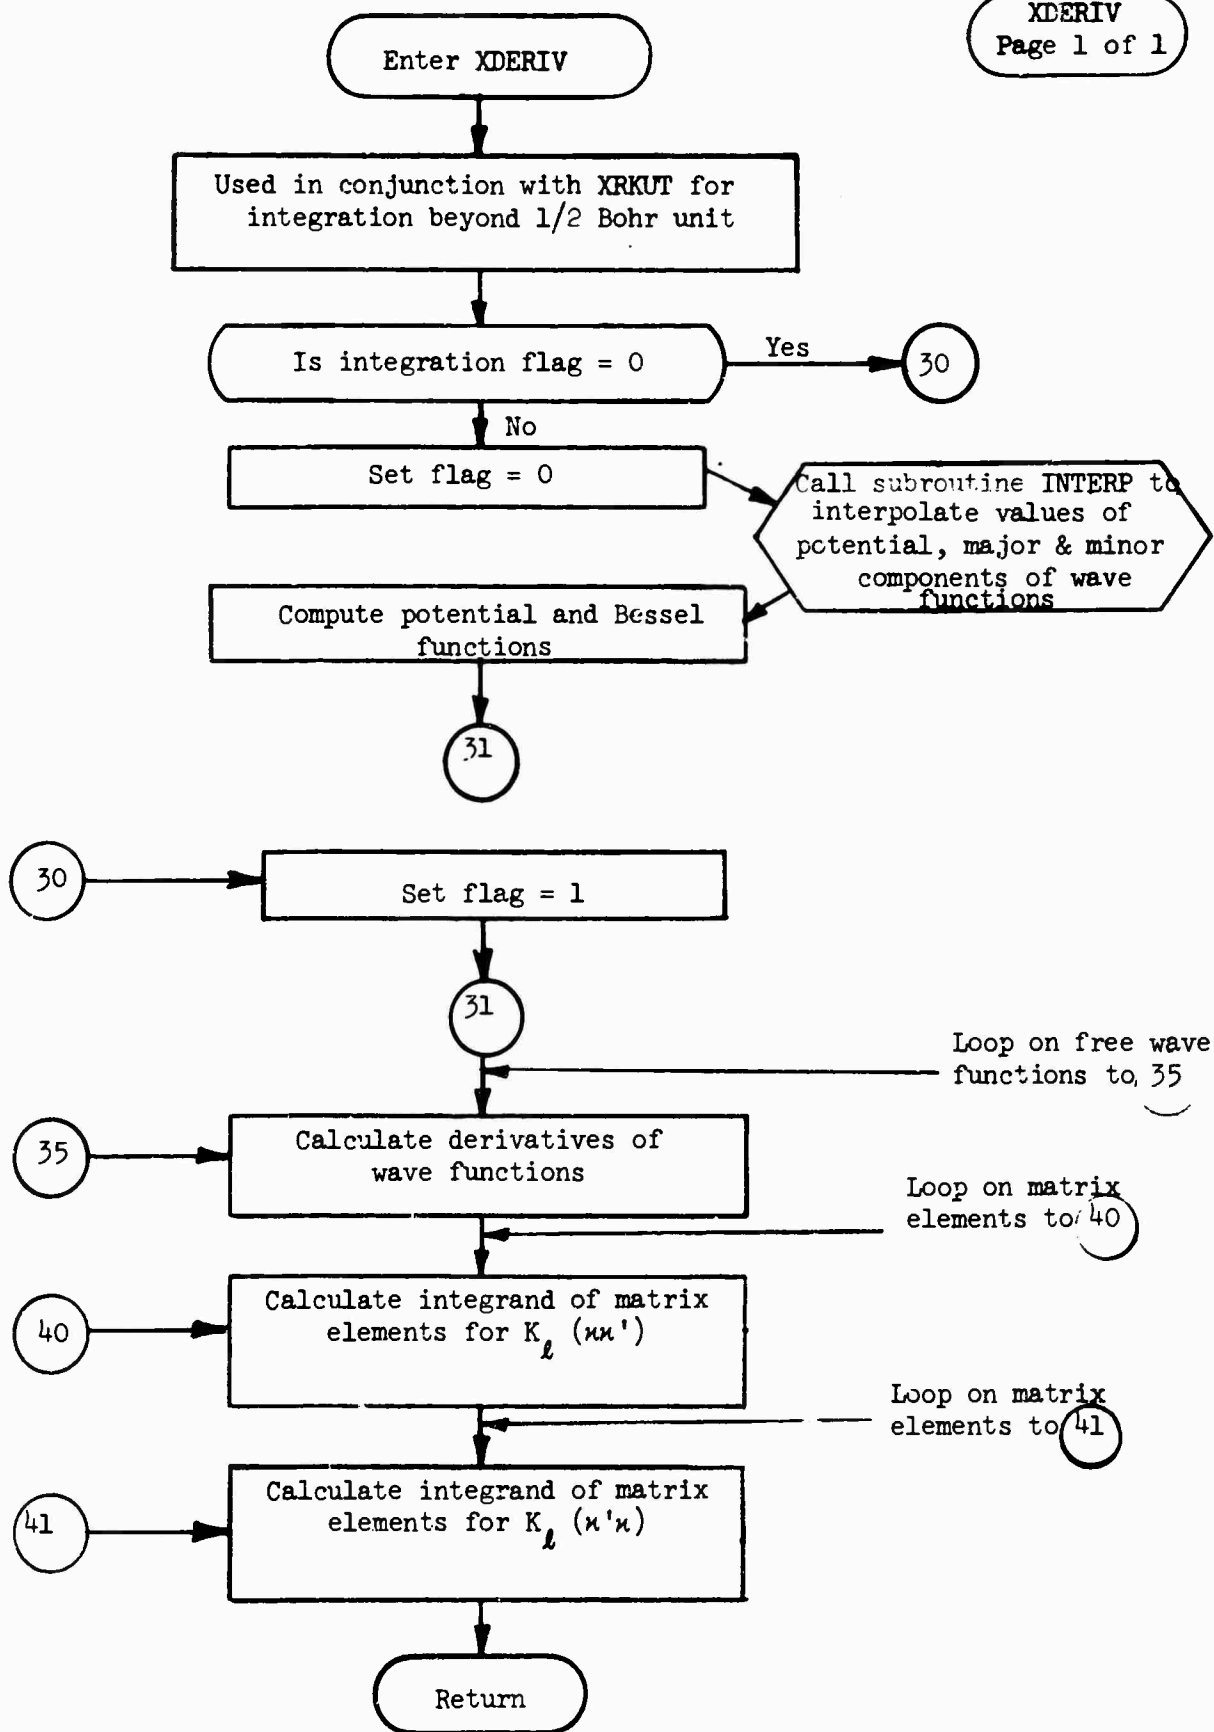 XDERIV
Page 1 of 1
Enter XDERIV
Used in conjunction with XRKUT for
integration beyond 1/2 Bohr unit
Is integration flag = 0
Yes
30
No
Set flag = 0
Call subroutine INTERP to
interpolate values of
potential, major & minor
components of wave
functions
Compute potential and Bessel
functions
31
30
Set flag = 1
31
Loop on free wave
functions to 35
35
Calculate derivatives of
wave functions
Loop on matrix
elements to 40
40
Calculate integrand of matrix
elements for K_ℓ (ϰϰ')
Loop on matrix
elements to 41
41
Calculate integrand of matrix
elements for K_ℓ (ϰ'ϰ)
Return